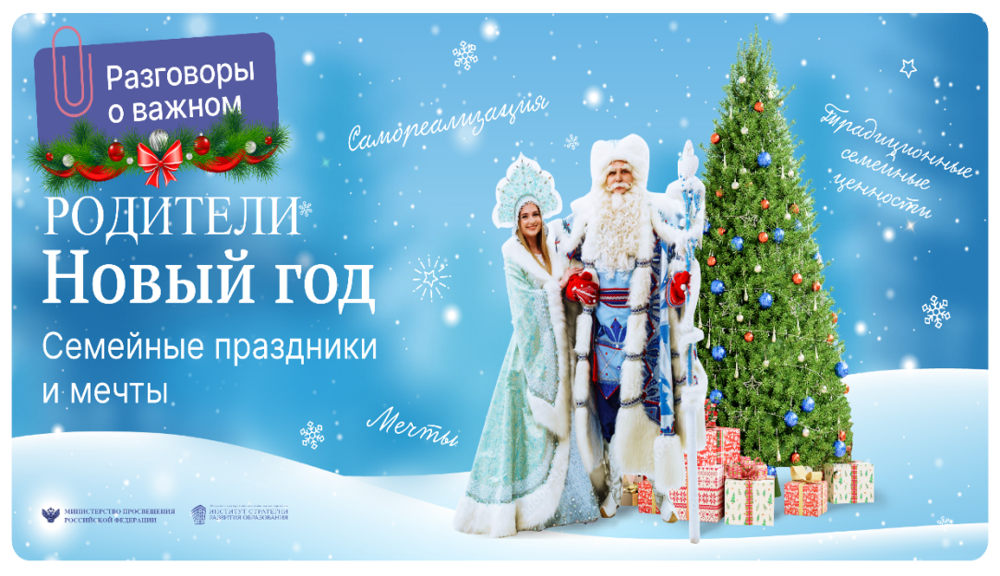 Разговоры
о важном
РОДИТЕЛИ
Новый год
Семейные праздники
и мечты
Самореализация
Традиционные
семейные
ценности
Мечты
МИНИСТЕРСТВО ПРОСВЕЩЕНИЯ
РОССИЙСКОЙ ФЕДЕРАЦИИ
ИНСТИТУТ СТРАТЕГИИ
РАЗВИТИЯ ОБРАЗОВАНИЯ